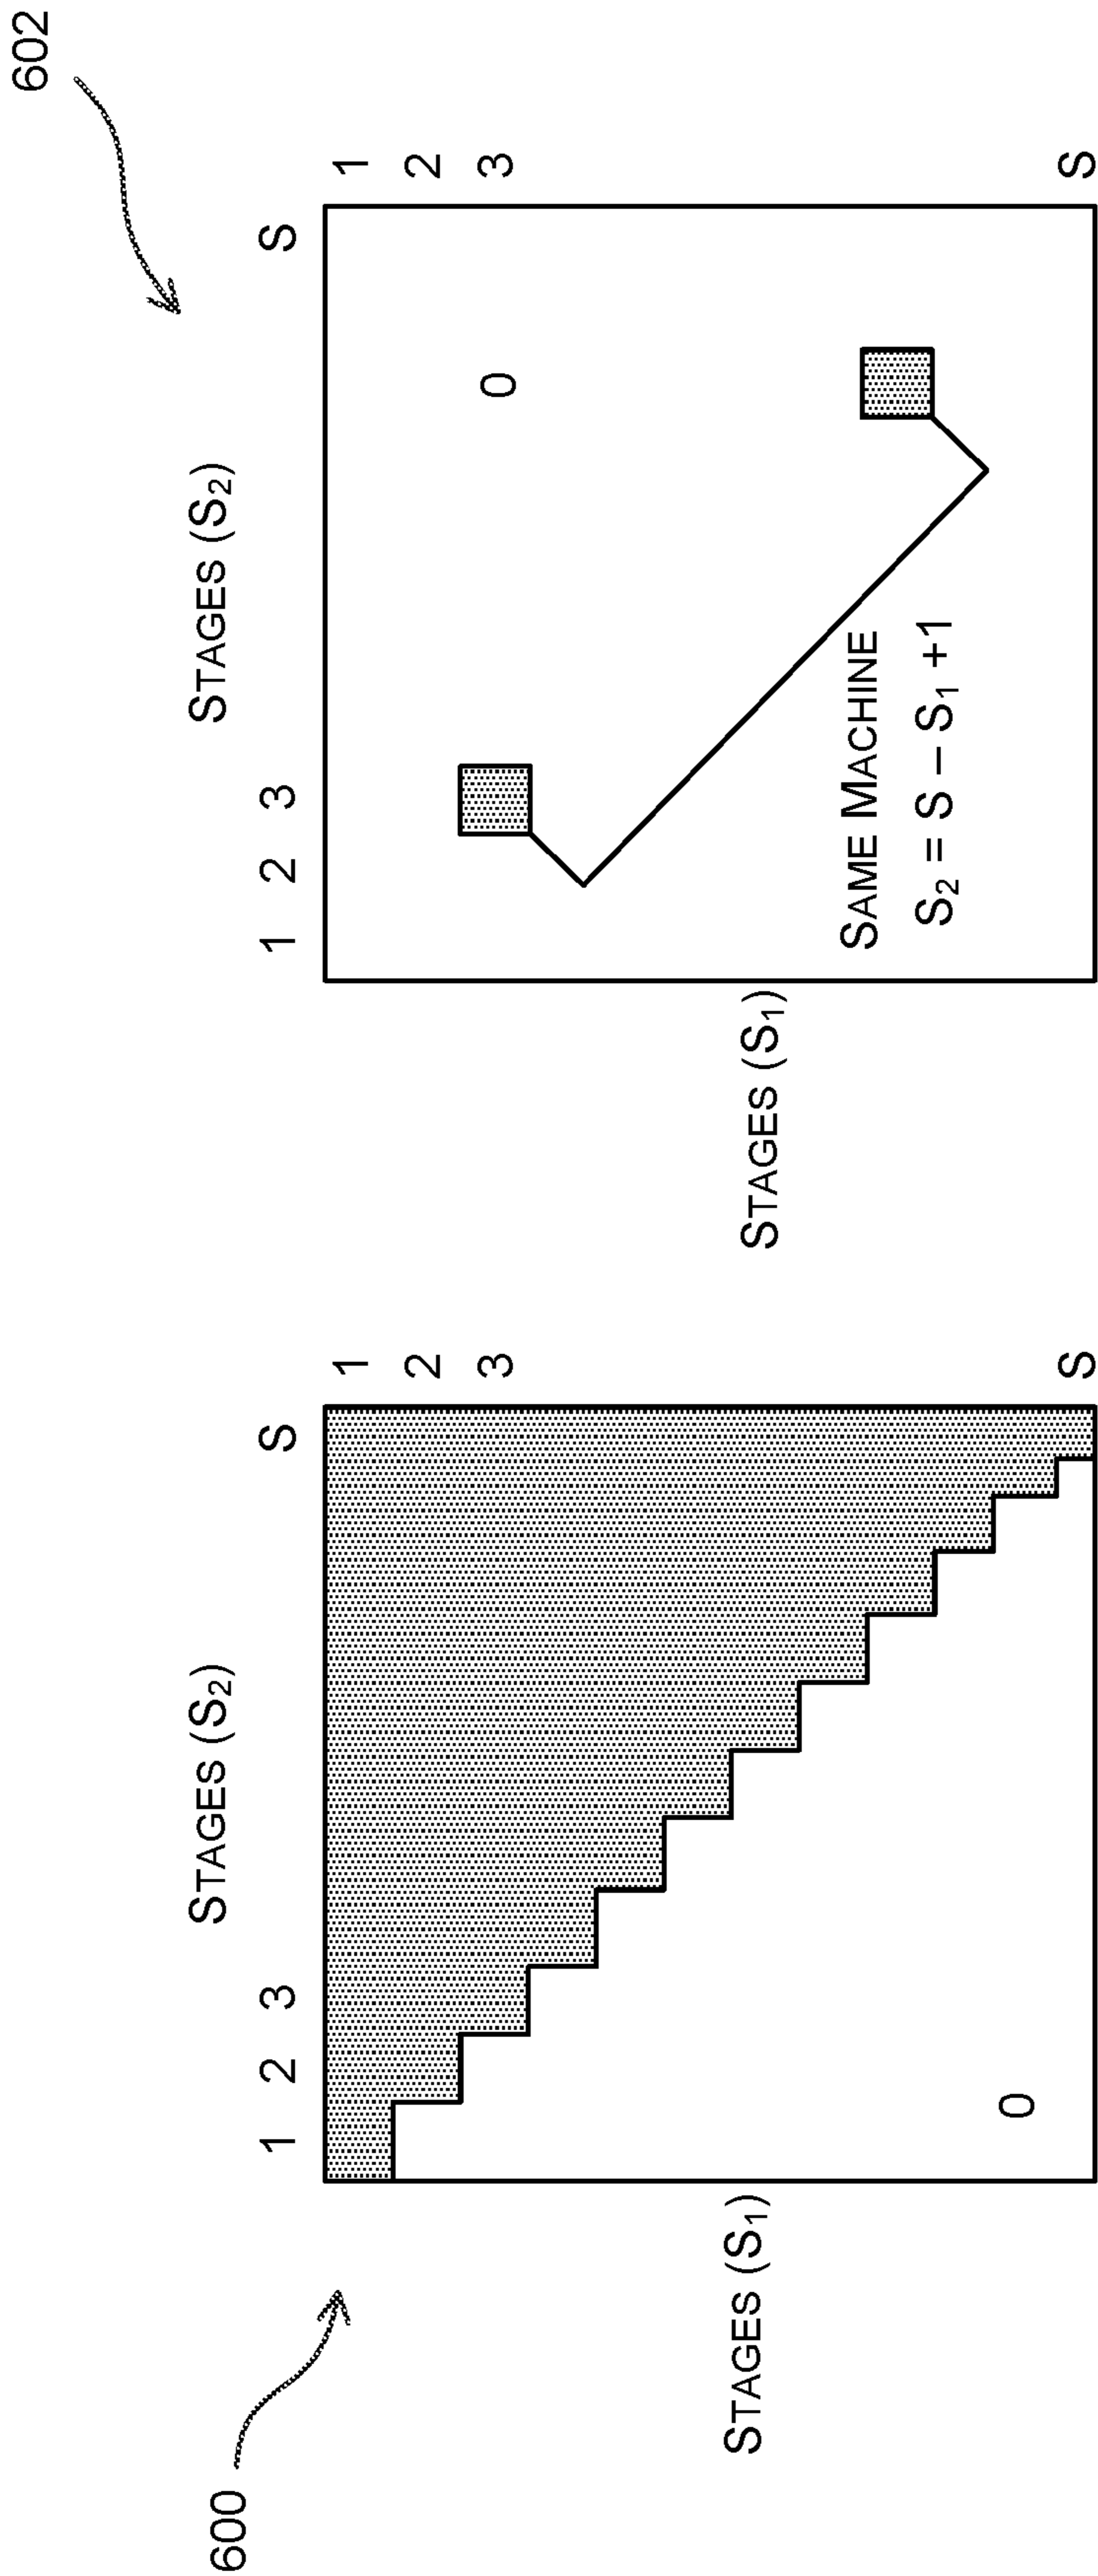 600
STAGES (S₂)
1 2 3 S
1
2
3
STAGES (S₁)
0
S
602
STAGES (S₂)
1 2 3 S
1
2
0 3
STAGES (S₁)
SAME MACHINE
S₂ = S – S₁ +1
S